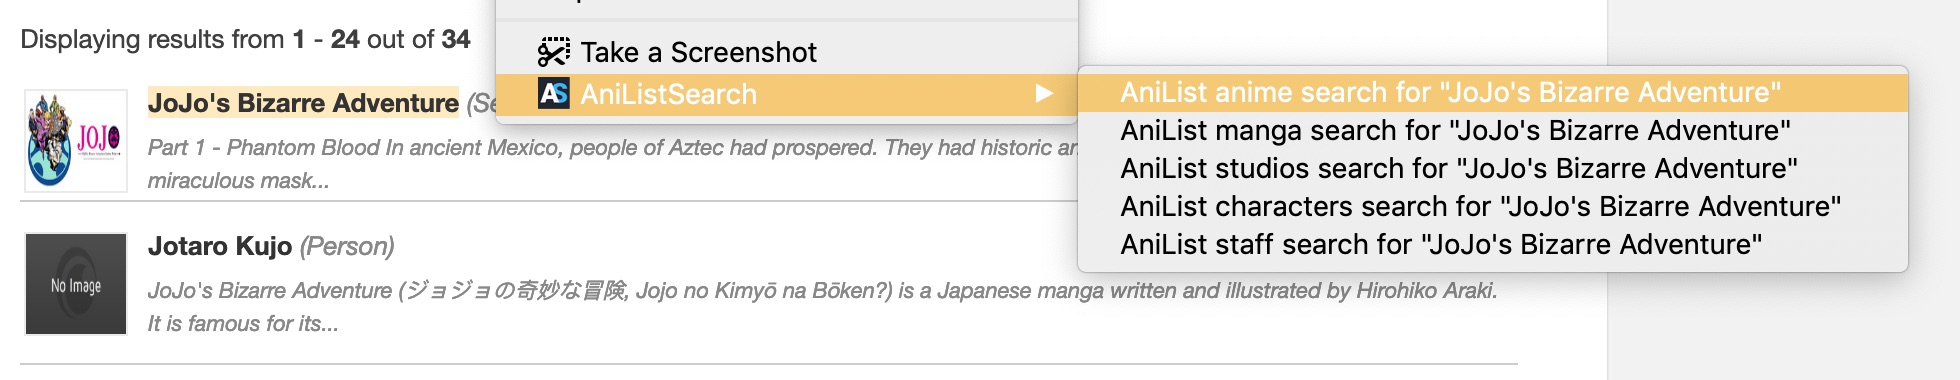 Displaying results from 1 - 24 out of 34
Take a Screenshot
AS AniListSearch
AniList anime search for "JoJo's Bizarre Adventure"
AniList manga search for "JoJo's Bizarre Adventure"
AniList studios search for "JoJo's Bizarre Adventure"
AniList characters search for "JoJo's Bizarre Adventure"
AniList staff search for "JoJo's Bizarre Adventure"
JOJO
JoJo's Bizarre Adventure (Se
Part 1 - Phantom Blood In ancient Mexico, people of Aztec had prospered. They had historic an
miraculous mask...
No Image
Jotaro Kujo (Person)
JoJo's Bizarre Adventure (ジョジョの奇妙な冒険, Jojo no Kimyō na Bōken?) is a Japanese manga written and illustrated by Hirohiko Araki.
It is famous for its...